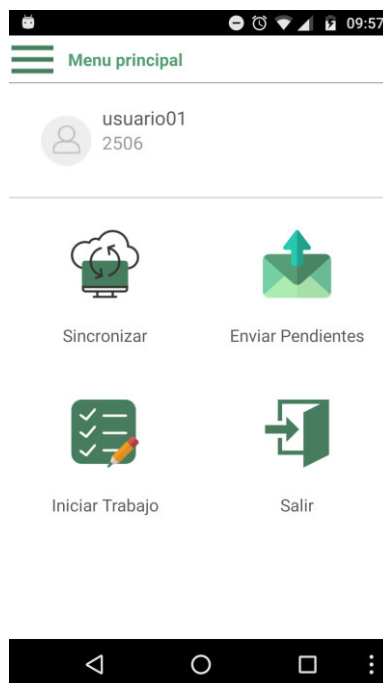 09:57
Menu principal
usuario01
2506
Sincronizar
Enviar Pendientes
Iniciar Trabajo
Salir